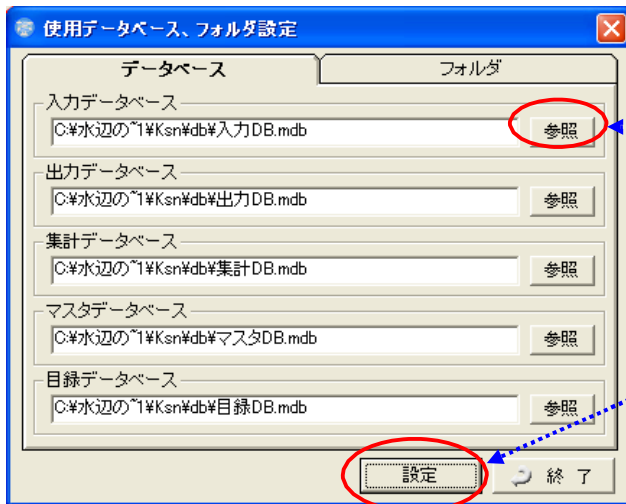 使用データベース、フォルダ設定
データベース
フォルダ
入力データベース
C:¥水辺の~1¥Ksn¥db¥入力DB.mdb
参照
出力データベース
C:¥水辺の~1¥Ksn¥db¥出力DB.mdb
参照
集計データベース
C:¥水辺の~1¥Ksn¥db¥集計DB.mdb
参照
マスタデータベース
C:¥水辺の~1¥Ksn¥db¥マスタDB.mdb
参照
目録データベース
C:¥水辺の~1¥Ksn¥db¥目録DB.mdb
参照
設定
終 了